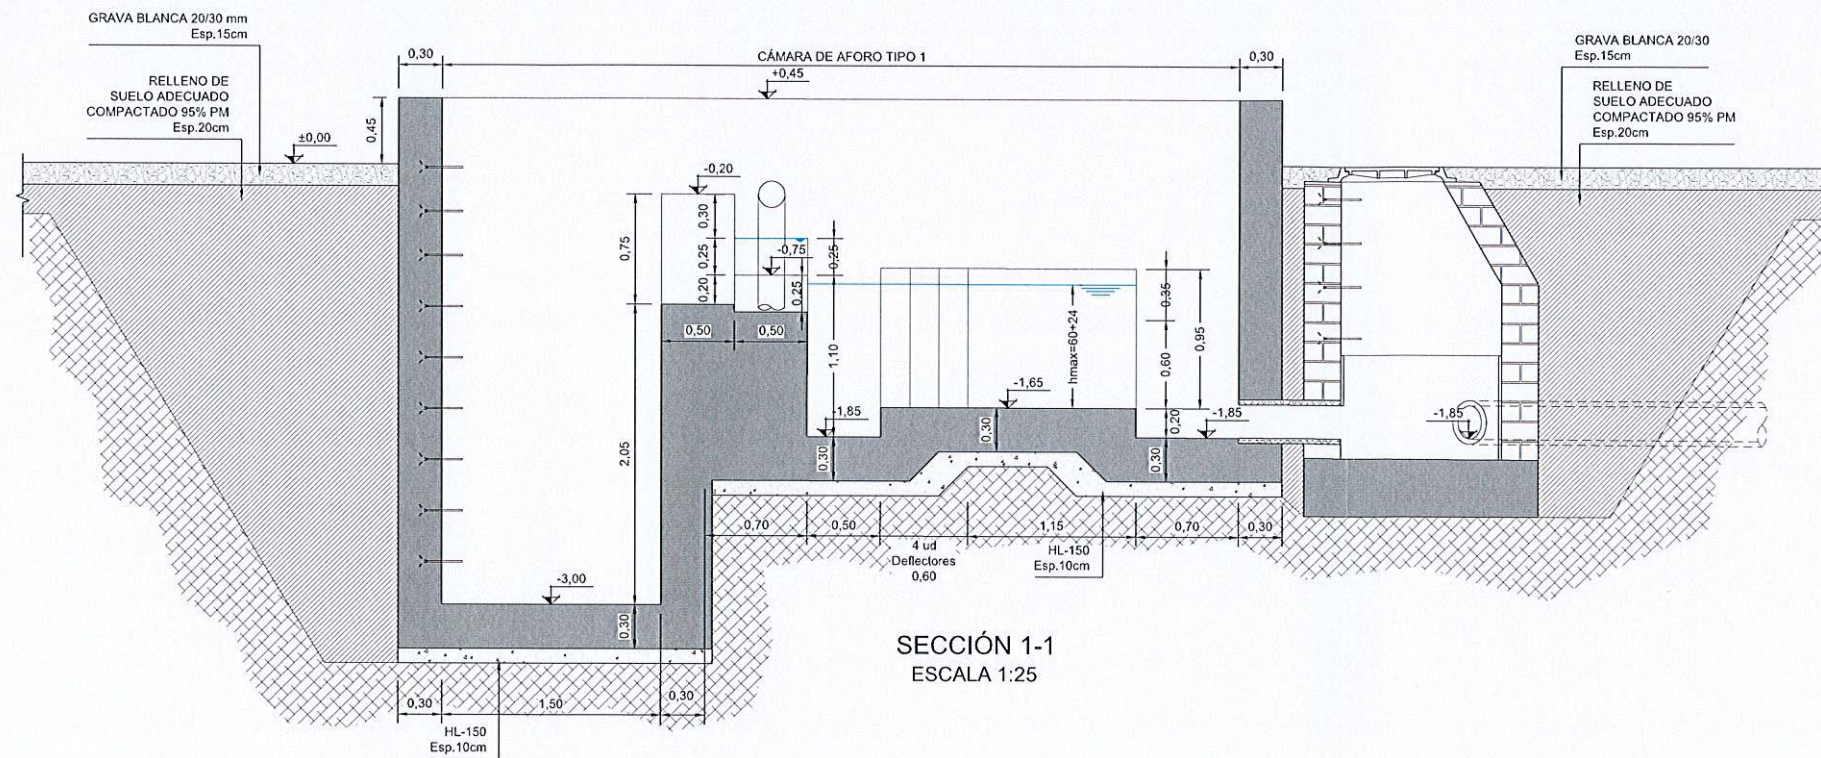 GRAVA BLANCA 20/30 mm
Esp.15cm
RELLENO DE
SUELO ADECUADO
COMPACTADO 95% PM
Esp.20cm
±0,00
0,45
0,30
CÁMARA DE AFORO TIPO 1
+0,45
0,30
GRAVA BLANCA 20/30
Esp.15cm
RELLENO DE
SUELO ADECUADO
COMPACTADO 95% PM
Esp.20cm
-0,20
0,75
0,30
0,25
0,20
-0,75
0,25
0,25
0,50
0,50
2,05
1,10
hmax=60+24
0,35
0,60
0,95
0,20
-1,65
-1,85
-1,85
-1,85
0,30
0,30
0,30
-3,00
0,30
0,70
0,50
1,15
0,70
0,30
4 ud
Deflectores
0,60
HL-150
Esp.10cm
0,30
1,50
0,30
HL-150
Esp.10cm
SECCIÓN 1-1
ESCALA 1:25